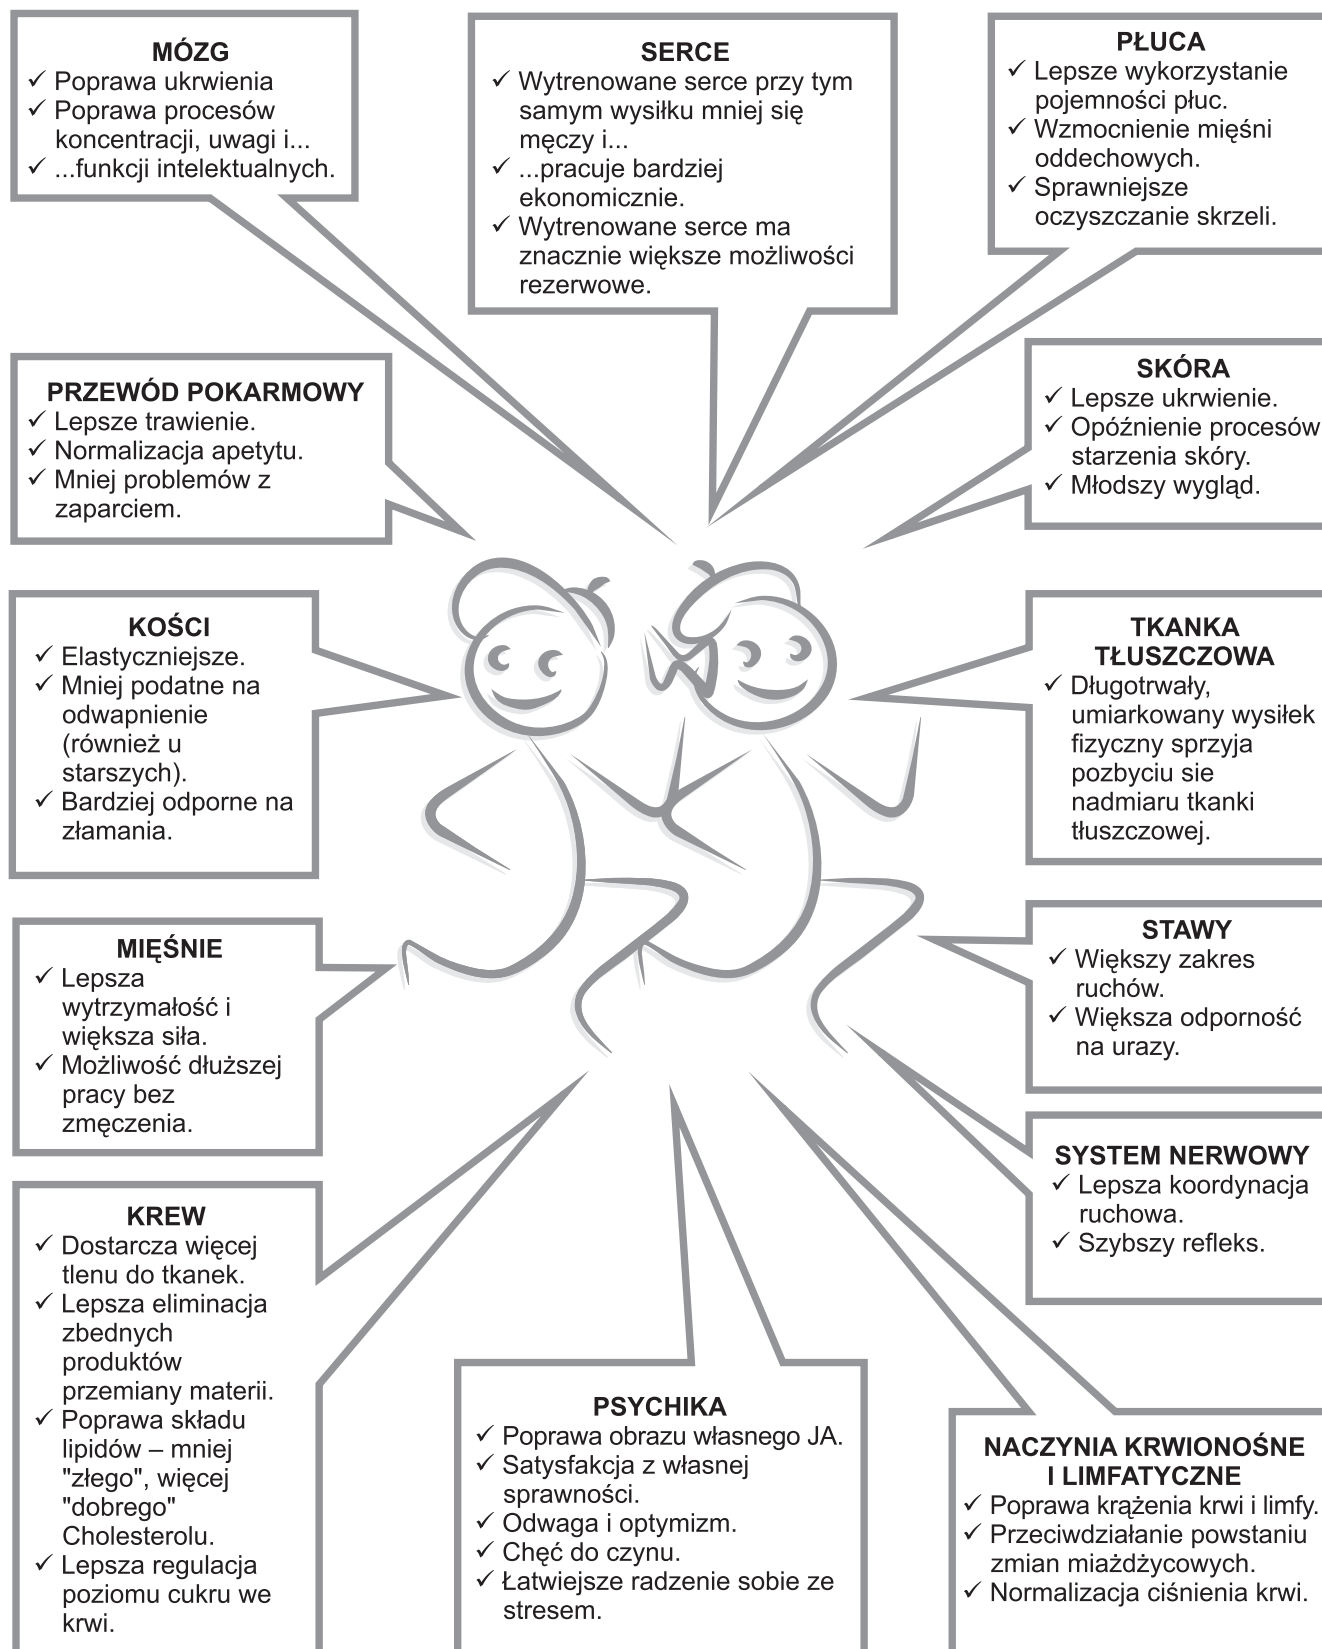 MÓZG
✓ Poprawa ukrwienia
✓ Poprawa procesów
koncentracji, uwagi i...
✓ ...funkcji intelektualnych.
SERCE
✓ Wytrenowane serce przy tym
samym wysiłku mniej się
męczy i...
✓ ...pracuje bardziej
ekonomicznie.
✓ Wytrenowane serce ma
znacznie większe możliwości
rezerwowe.
PŁUCA
✓ Lepsze wykorzystanie
pojemności płuc.
✓ Wzmocnienie mięśni
oddechowych.
✓ Sprawniejsze
oczyszczanie skrzeli.
PRZEWÓD POKARMOWY
✓ Lepsze trawienie.
✓ Normalizacja apetytu.
✓ Mniej problemów z
zaparciem.
SKÓRA
✓ Lepsze ukrwienie.
✓ Opóźnienie procesów
starzenia skóry.
✓ Młodszy wygląd.
KOŚCI
✓ Elastyczniejsze.
✓ Mniej podatne na
odwapnienie
(również u
starszych).
✓ Bardziej odporne na
złamania.
TKANKA
TŁUSZCZOWA
✓ Długotrwały,
umiarkowany wysiłek
fizyczny sprzyja
pozbyciu sie
nadmiaru tkanki
tłuszczowej.
MIĘŚNIE
✓ Lepsza
wytrzymałość i
większa siła.
✓ Możliwość dłuższej
pracy bez
zmęczenia.
STAWY
✓ Większy zakres
ruchów.
✓ Większa odporność
na urazy.
SYSTEM NERWOWY
✓ Lepsza koordynacja
ruchowa.
✓ Szybszy refleks.
KREW
✓ Dostarcza więcej
tlenu do tkanek.
✓ Lepsza eliminacja
zbednych
produktów
przemiany materii.
✓ Poprawa składu
lipidów – mniej
"złego", więcej
"dobrego"
Cholesterolu.
✓ Lepsza regulacja
poziomu cukru we
krwi.
PSYCHIKA
✓ Poprawa obrazu własnego JA.
✓ Satysfakcja z własnej
sprawności.
✓ Odwaga i optymizm.
✓ Chęć do czynu.
✓ Łatwiejsze radzenie sobie ze
stresem.
NACZYNIA KRWIONOŚNE
I LIMFATYCZNE
✓ Poprawa krążenia krwi i limfy.
✓ Przeciwdziałanie powstaniu
zmian miażdżycowych.
✓ Normalizacja ciśnienia krwi.